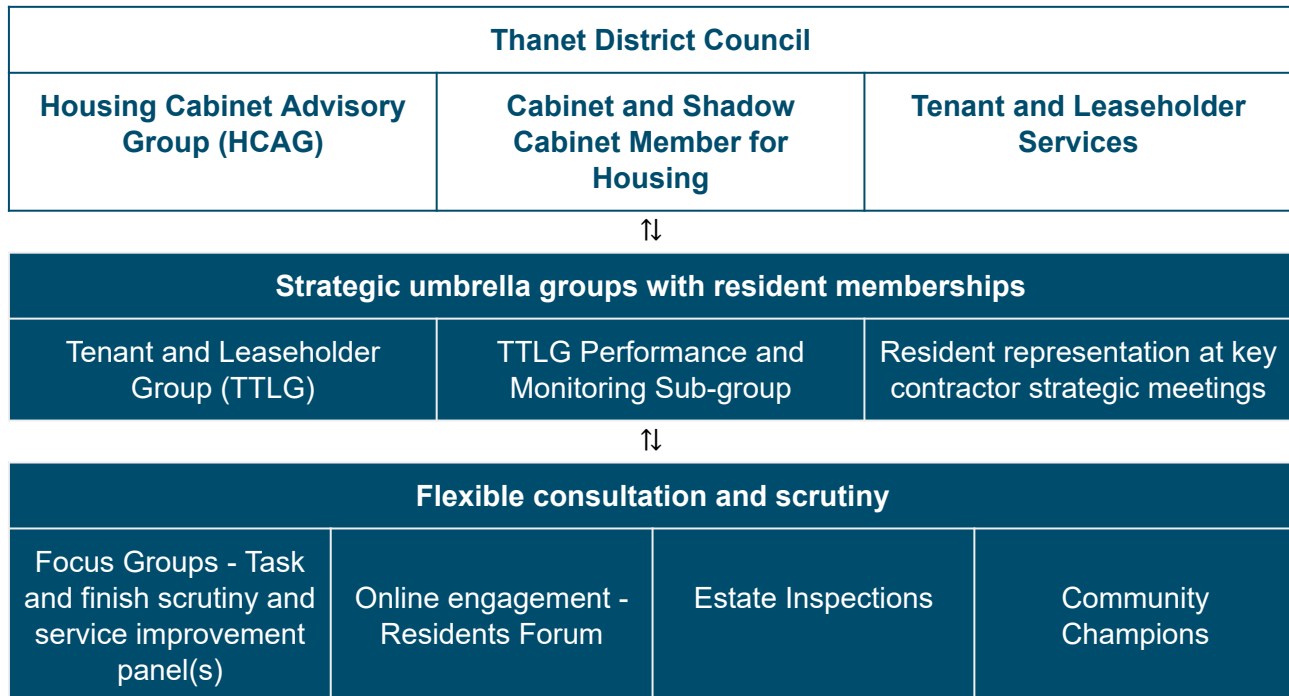 Thanet District Council
Housing Cabinet Advisory
Group (HCAG)
Cabinet and Shadow
Cabinet Member for
Housing
Tenant and Leaseholder
Services
⇅
Strategic umbrella groups with resident memberships
Tenant and Leaseholder
Group (TTLG)
TTLG Performance and
Monitoring Sub-group
Resident representation at key
contractor strategic meetings
⇅
Flexible consultation and scrutiny
Focus Groups - Task
and finish scrutiny and
service improvement
panel(s)
Online engagement -
Residents Forum
Estate Inspections
Community
Champions